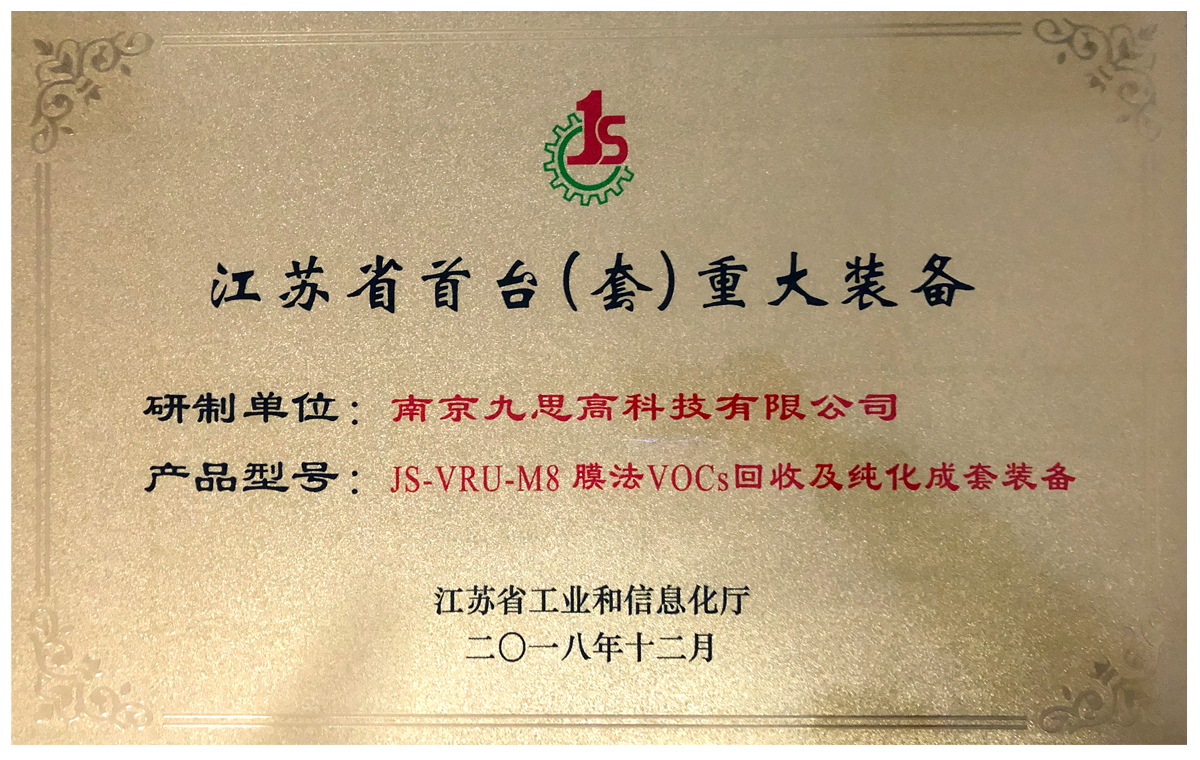 1S
江苏省首台(套)重大装备
研制单位：南京九思高科技有限公司
产品型号：JS-VRU-M8 膜法VOCs回收及纯化成套装备
江苏省工业和信息化厅
二〇一八年十二月